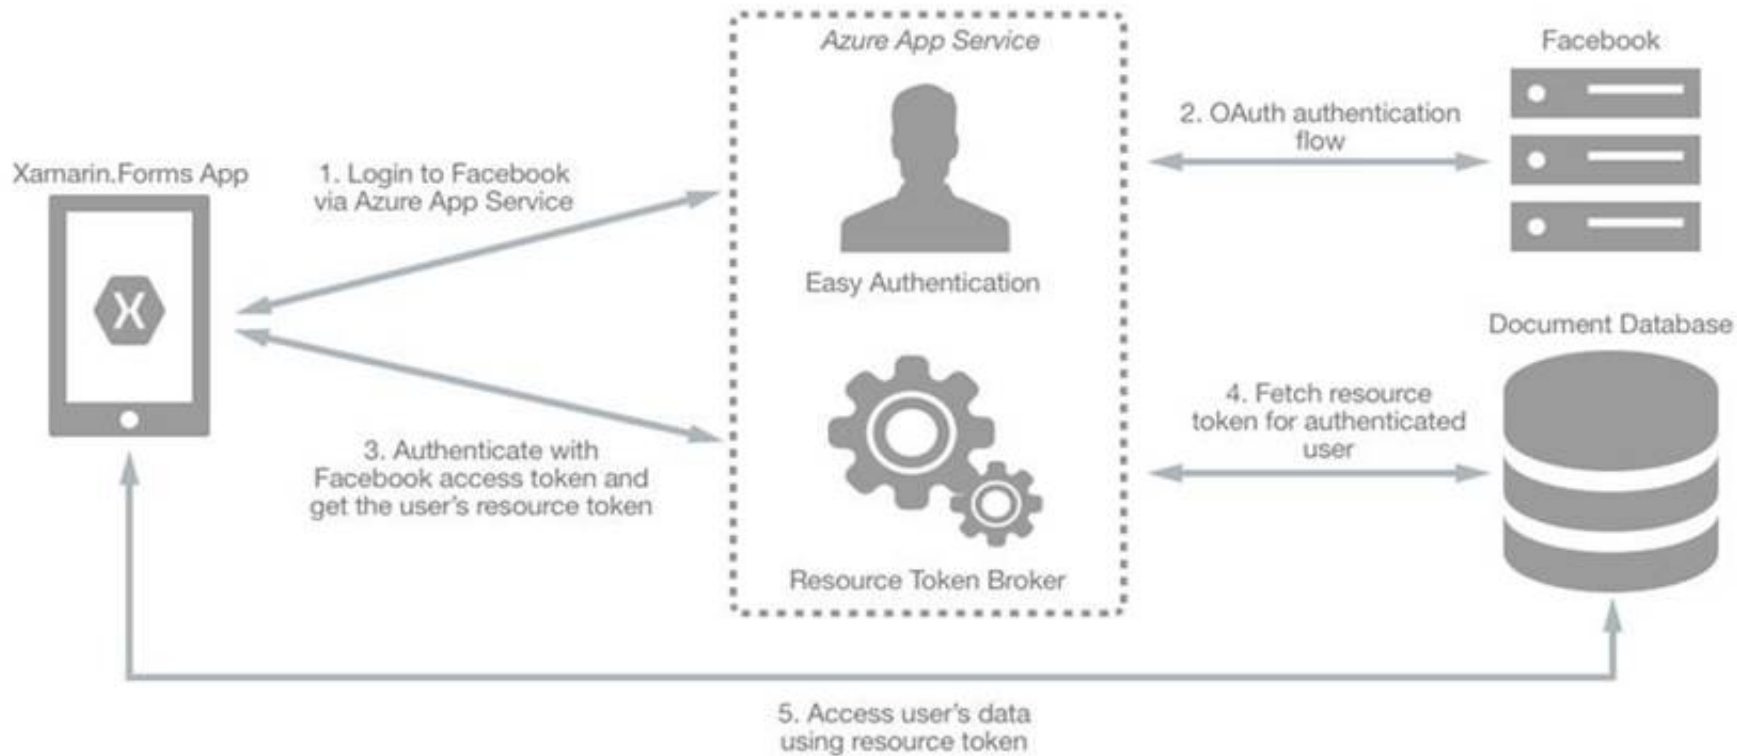 Azure App Service
Facebook
2. OAuth authentication
flow
Xamarin.Forms App
1. Login to Facebook
via Azure App Service
X
Easy Authentication
Document Database
4. Fetch resource
token for authenticated
user
3. Authenticate with
Facebook access token and
get the user's resource token
Resource Token Broker
5. Access user's data
using resource token